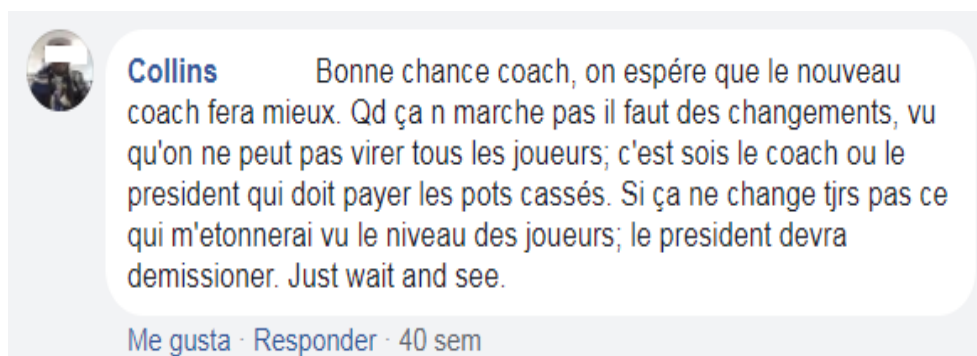 Collins Bonne chance coach, on espére que le nouveau
coach fera mieux. Qd ça n marche pas il faut des changements, vu
qu'on ne peut pas virer tous les joueurs; c'est sois le coach ou le
president qui doit payer les pots cassés. Si ça ne change tjrs pas ce
qui m'etonnerai vu le niveau des joueurs; le president devra
demissioner. Just wait and see.
Me gusta · Responder · 40 sem